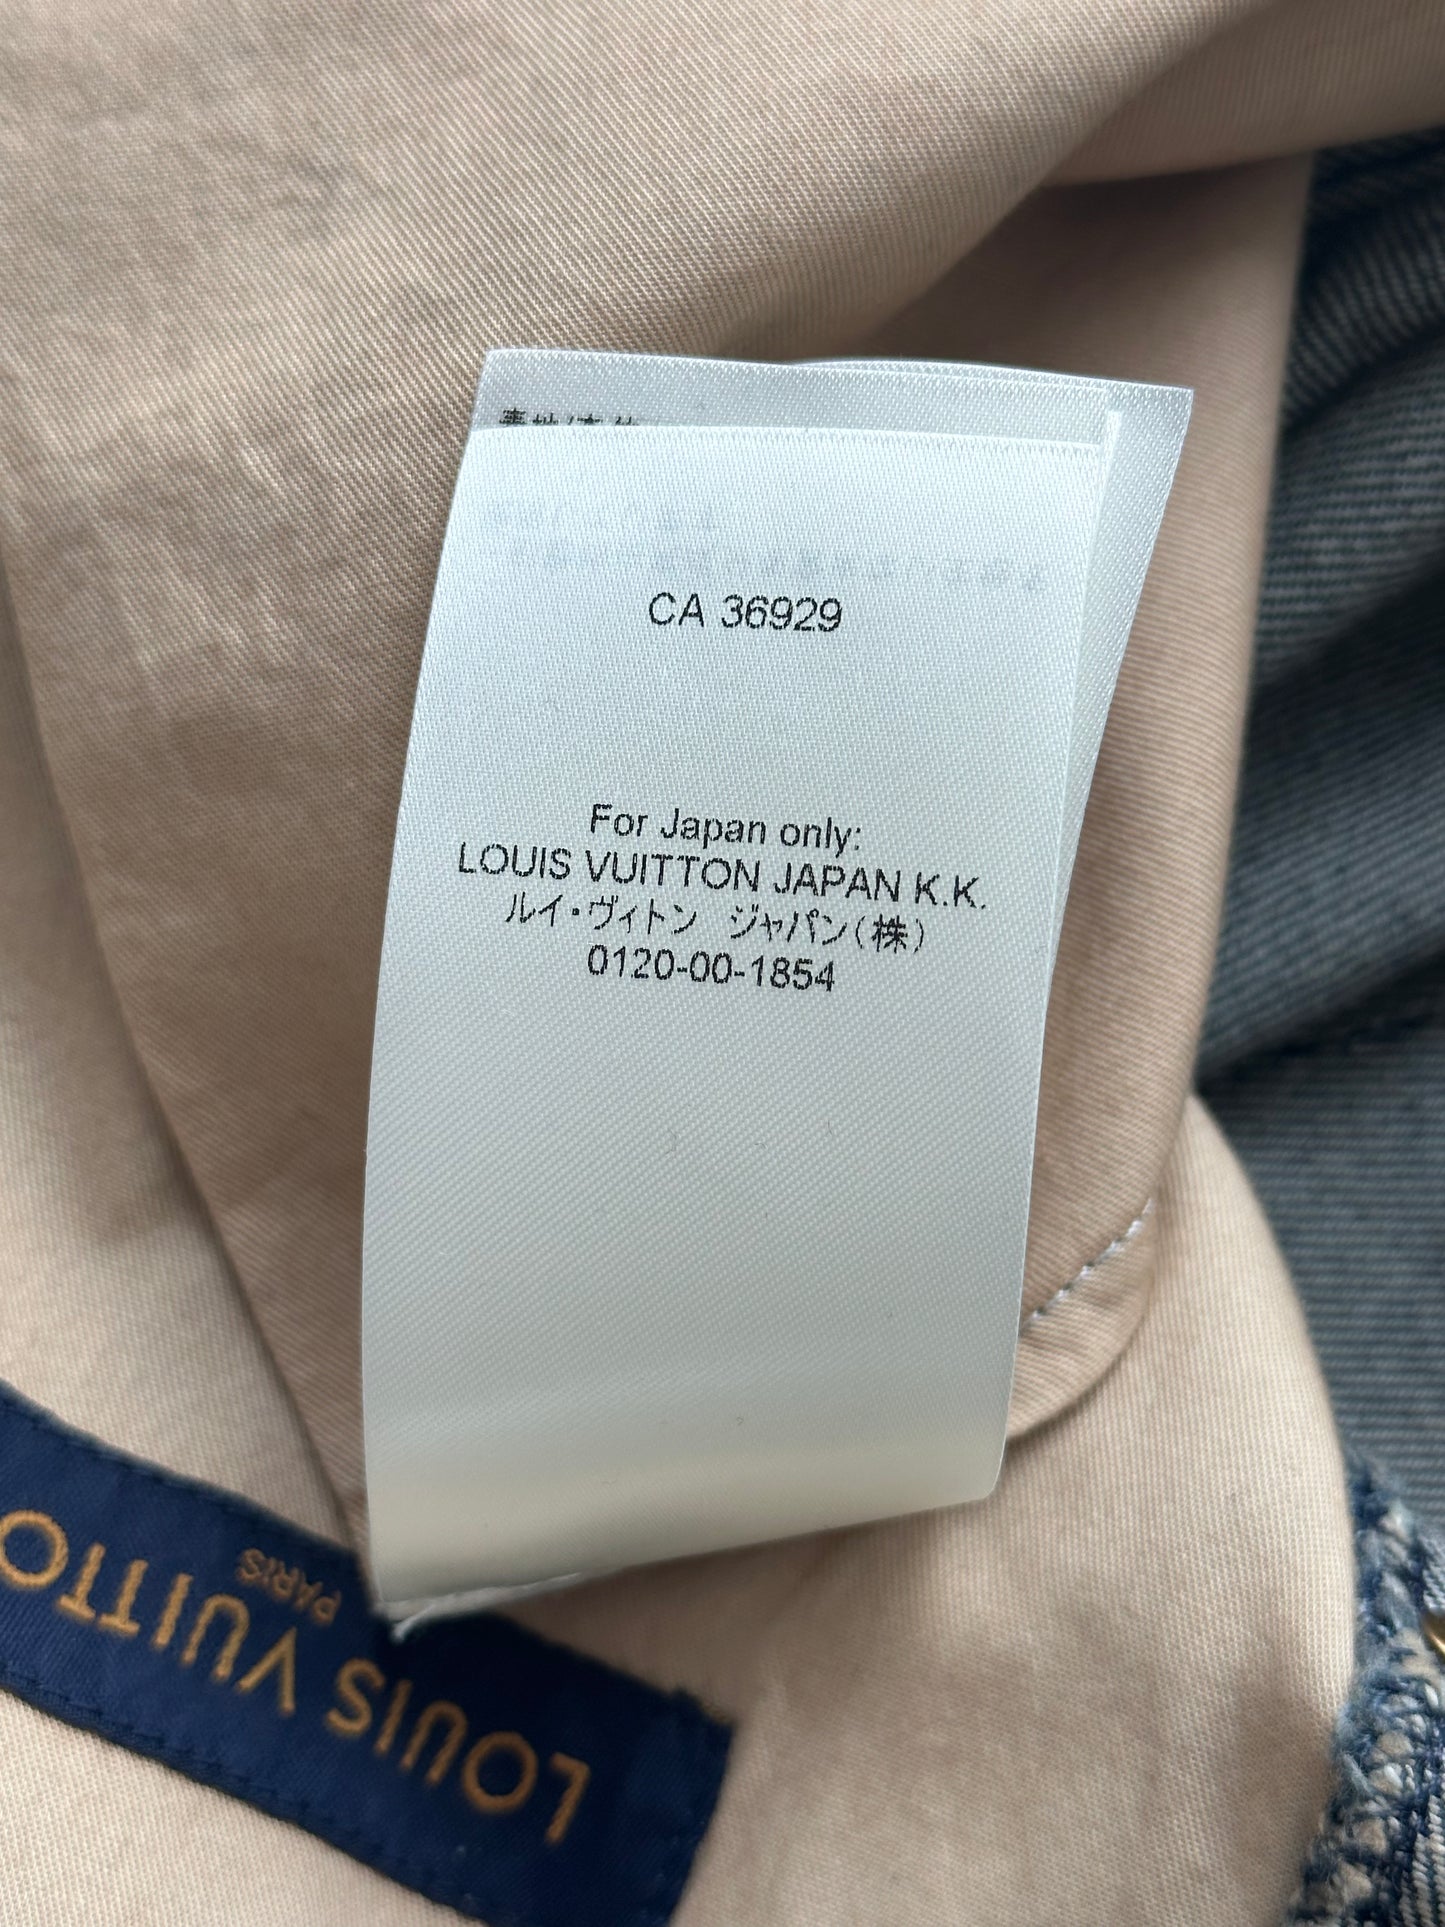 CA 36929
For Japan only:
LOUIS VUITTON JAPAN K.K.
ルイ・ヴィトン ジャパン(株)
0120-00-1854
LOUIS VUITTO
PARIS